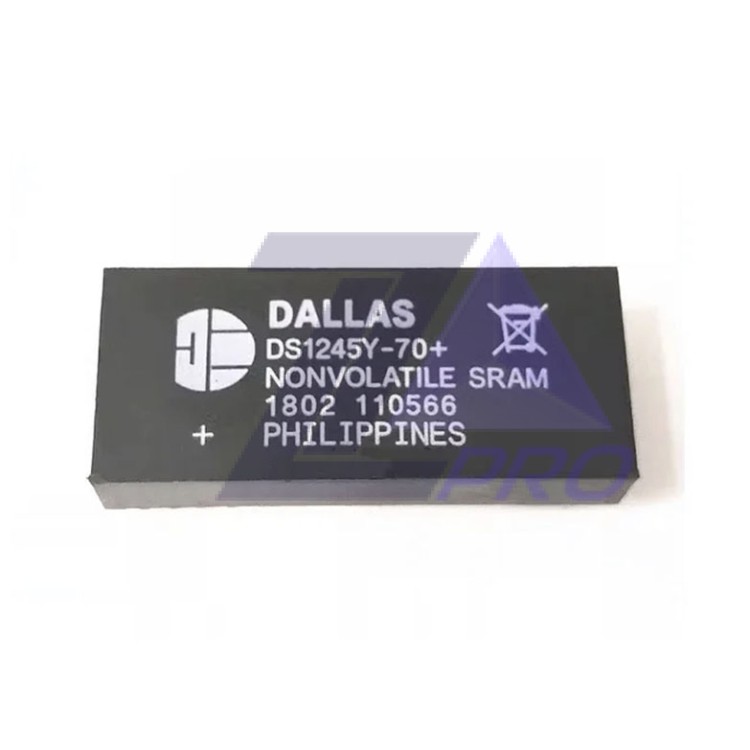 DALLAS
DS1245Y-70+
NONVOLATILE SRAM
1802 110566
+ PHILIPPINES
PRO